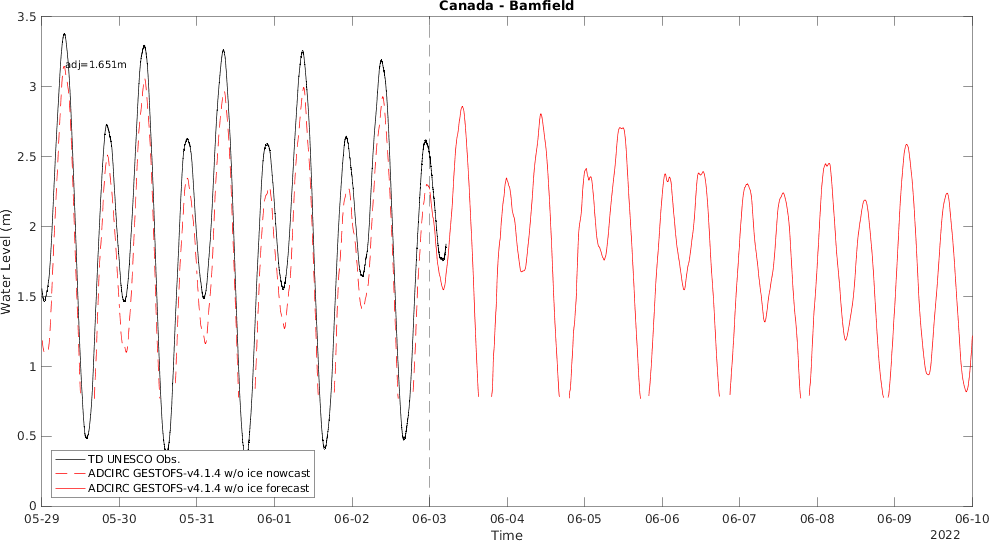 Canada - Bamfield
3.5
adj=1.651m
3
2.5
2
Water Level (m)
1.5
1
0.5
TD UNESCO Obs.
ADCIRC GESTOFS-v4.1.4 w/o ice nowcast
ADCIRC GESTOFS-v4.1.4 w/o ice forecast
0
05-29 05-30 05-31 06-01 06-02 06-03 06-04 06-05 06-06 06-07 06-08 06-09 06-10
Time
2022